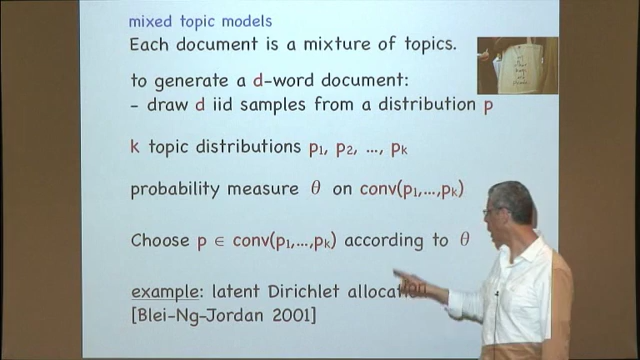 mixed topic models
Each document is a mixture of topics.
to generate a d-word document:
- draw d iid samples from a distribution p
k topic distributions p₁, p₂, ..., pₖ
probability measure θ on conv(p₁,...,pₖ)
Choose p ∈ conv(p₁,...,pₖ) according to θ
example: latent Dirichlet allocation
[Blei-Ng-Jordan 2001]